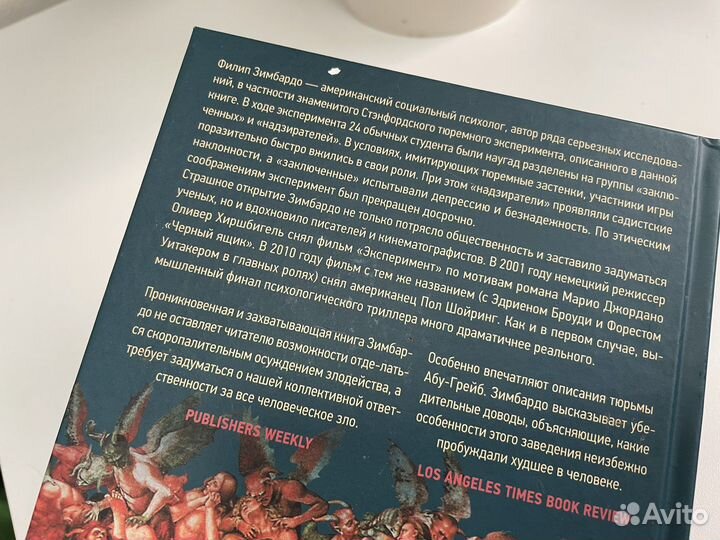 Филип Зимбардо — американский социальный психолог, автор ряда серьезных исследова-
ний, в частности знаменитого Стэнфордского тюремного эксперимента, описанного в данной
книге. В ходе эксперимента 24 обычных студента были наугад разделены на группы «заклю-
ченных» и «надзирателей». В условиях, имитирующих тюремные застенки, участники игры
поразительно быстро вжились в свои роли. При этом «надзиратели» проявляли садистские
наклонности, а «заключенные» испытывали депрессию и безнадежность. По этическим
соображениям эксперимент был прекращен досрочно.
Страшное открытие Зимбардо не только потрясло общественность и заставило задуматься
ученых, но и вдохновило писателей и кинематографистов. В 2001 году немецкий режиссер
Оливер Хиршбигель снял фильм «Эксперимент» по мотивам романа Марио Джордано
«Черный ящик». В 2010 году фильм с тем же названием (с Эдриеном Броуди и Форестом
Уитакером в главных ролях) снял американец Пол Шойринг. Как и в первом случае, вы-
мышленный финал психологического триллера много драматичнее реального.
Проникновенная и захватывающая книга Зимбар-
до не оставляет читателю возможности отде-лать-
ся скоропалительным осуждением злодейства, а
требует задуматься о нашей коллективной ответ-
ственности за все человеческое зло.
PUBLISHERS WEEKLY
Особенно впечатляют описания тюрьмы
Абу-Грейб. Зимбардо высказывает убе-
дительные доводы, объясняющие, какие
особенности этого заведения неизбежно
пробуждали худшее в человеке.
LOS ANGELES TIMES BOOK REVIEW
Avito